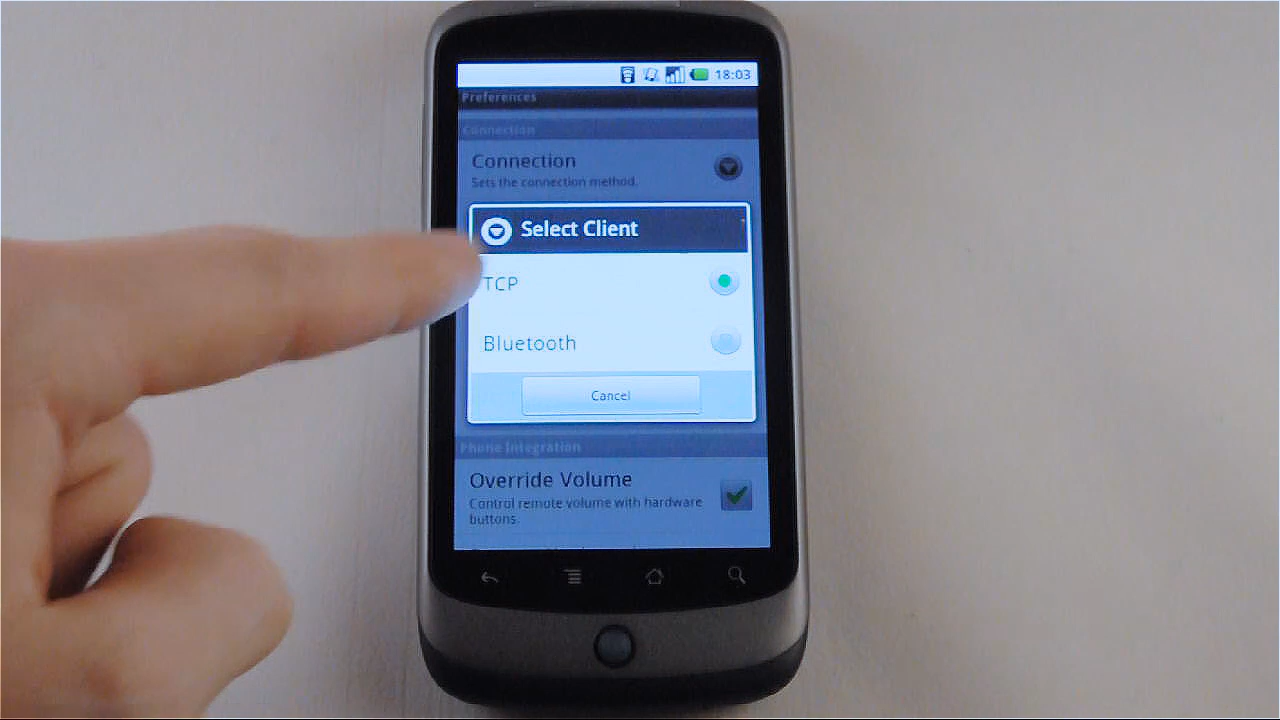 18:03
Preferences
Connection
Connection
Sets the connection method.
Select Client
TCP
Bluetooth
Cancel
Phone Integration
Override Volume
Control remote volume with hardware
buttons.